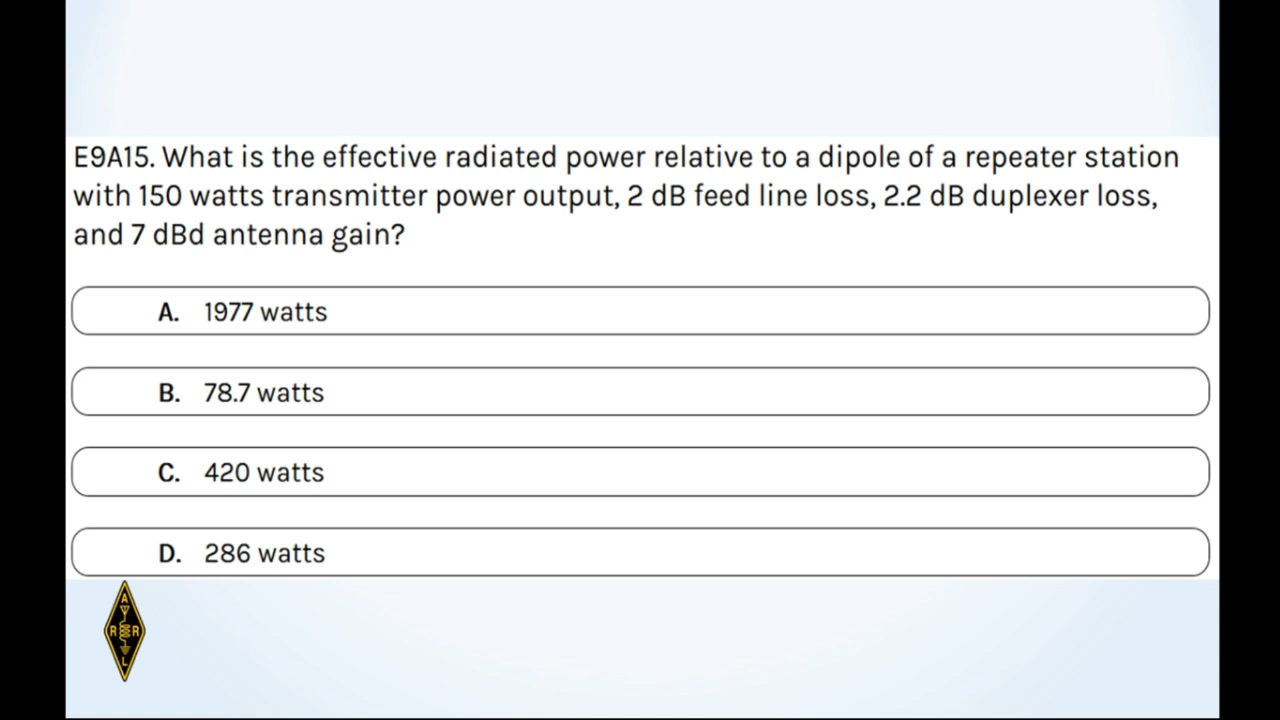 E9A15. What is the effective radiated power relative to a dipole of a repeater station
with 150 watts transmitter power output, 2 dB feed line loss, 2.2 dB duplexer loss,
and 7 dBd antenna gain?
A. 1977 watts
B. 78.7 watts
C. 420 watts
D. 286 watts
A
R R
L